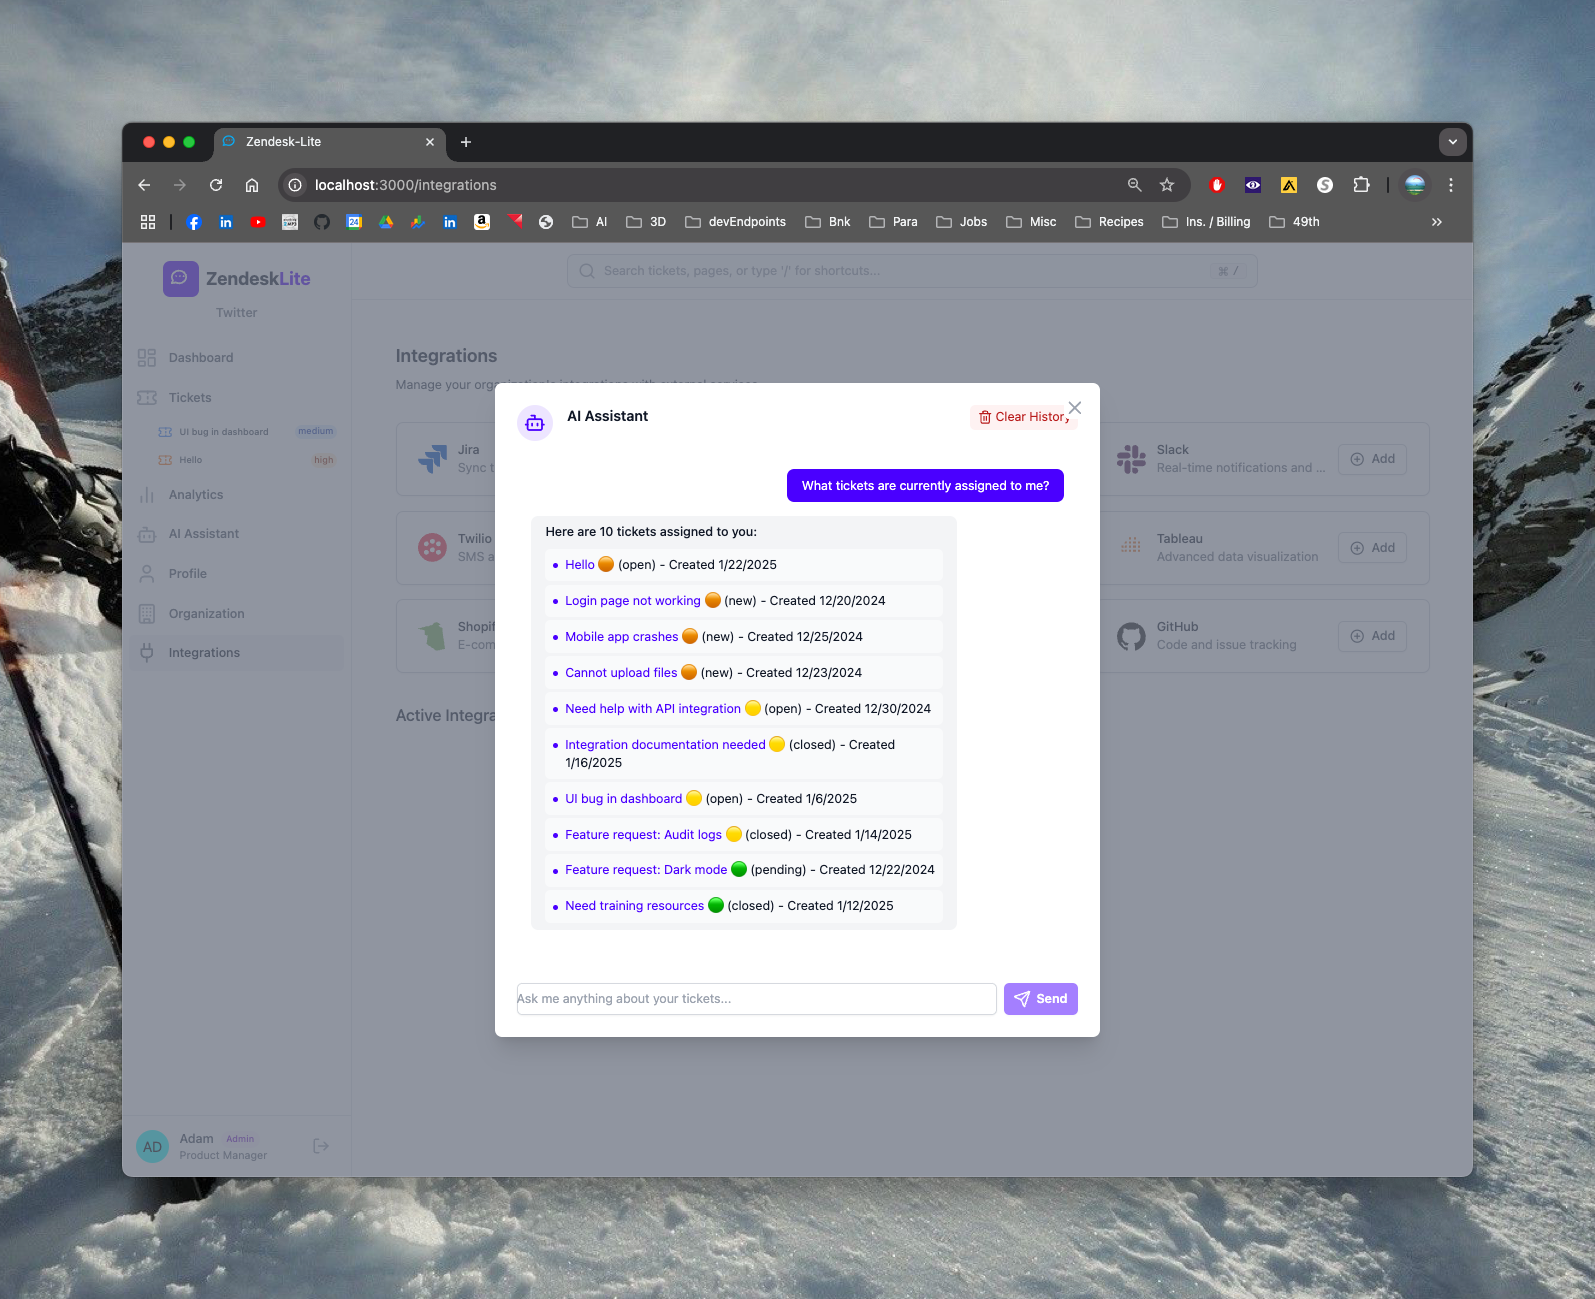 Zendesk-Lite
localhost:3000/integrations
24
a
S
AI
3D
devEndpoints
Bnk
Para
Jobs
Misc
Recipes
Ins. / Billing
49th
ZendeskLite
Twitter
Search tickets, pages, or type '/' for shortcuts...
⌘ /
Dashboard
Tickets
UI bug in dashboard
medium
Hello
high
Analytics
AI Assistant
Profile
Organization
Integrations
Adam
Admin
Product Manager
AD
Integrations
Manage your
Jira
Sync t
Slack
Real-time notifications and ...
Add
Twilio
SMS a
Tableau
Advanced data visualization
Add
Shopif
E-com
GitHub
Code and issue tracking
Add
Active Integra
AI Assistant
Clear History
What tickets are currently assigned to me?
Here are 10 tickets assigned to you:
• Hello 🟠 (open) - Created 1/22/2025
• Login page not working 🟠 (new) - Created 12/20/2024
• Mobile app crashes 🟠 (new) - Created 12/25/2024
• Cannot upload files 🟠 (new) - Created 12/23/2024
• Need help with API integration 🟡 (open) - Created 12/30/2024
• Integration documentation needed 🟡 (closed) - Created
1/16/2025
• UI bug in dashboard 🟡 (open) - Created 1/6/2025
• Feature request: Audit logs 🟡 (closed) - Created 1/14/2025
• Feature request: Dark mode 🟢 (pending) - Created 12/22/2024
• Need training resources 🟢 (closed) - Created 1/12/2025
Ask me anything about your tickets...
Send